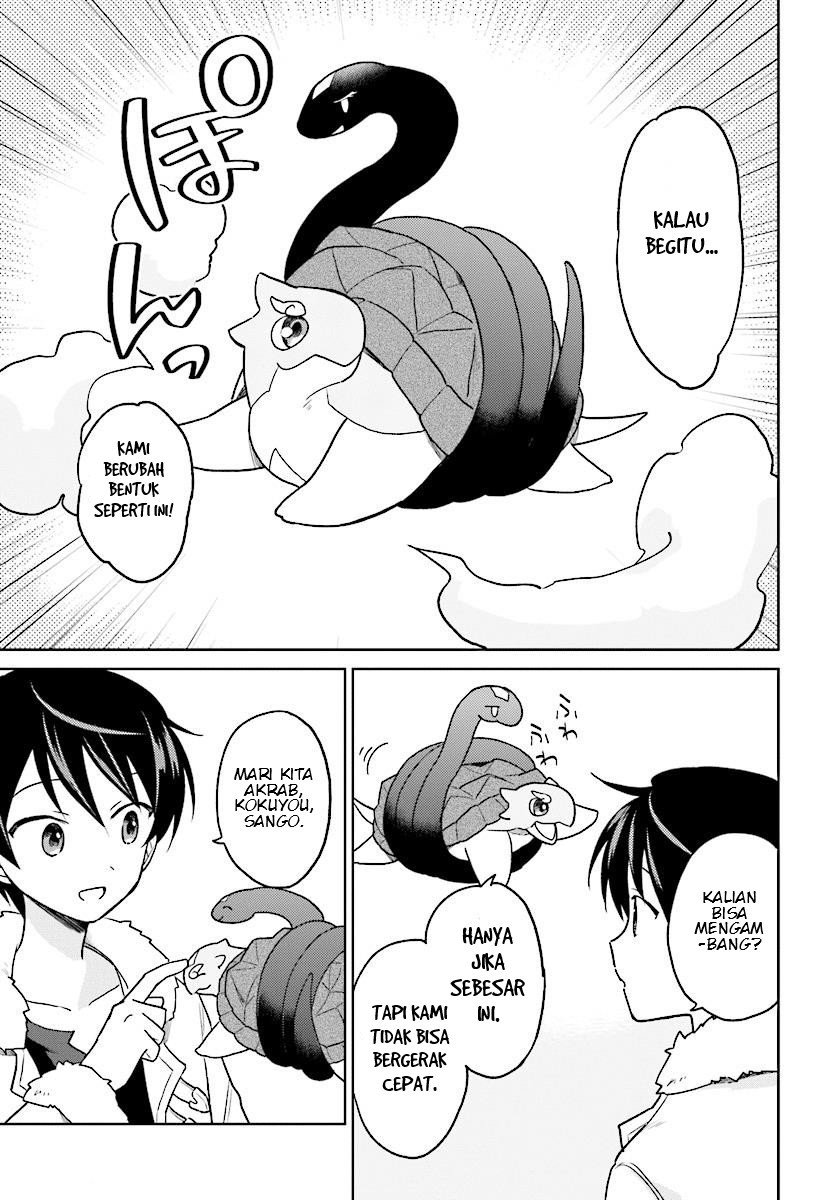 KALAU
BEGITU...
ぽんっ
KAMI
BERUBAH
BENTUK
SEPERTI INI!
KALIAN
BISA
MENGAM
-BANG?
ふわ
ふわ
HANYA
JIKA
SEBESAR
INI.
TAPI KAMI
TIDAK BISA
BERGERAK
CEPAT.
MARI KITA
AKRAB,
KOKUYOU,
SANGO.